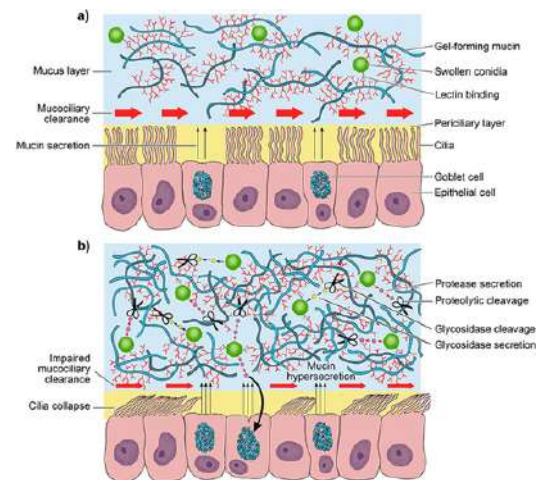 a)
Mucus layer
Mucociliary
clearance
Mucin secretion
Gel-forming mucin
Swollen conidia
Lectin binding
Periciliary layer
Cilia
Goblet cell
Epithelial cell
b)
Impaired
mucociliary
clearance
Cilia collapse
Mucin
hypersecretion
Protease secretion
Proteolytic cleavage
Glycosidase cleavage
Glycosidase secretion